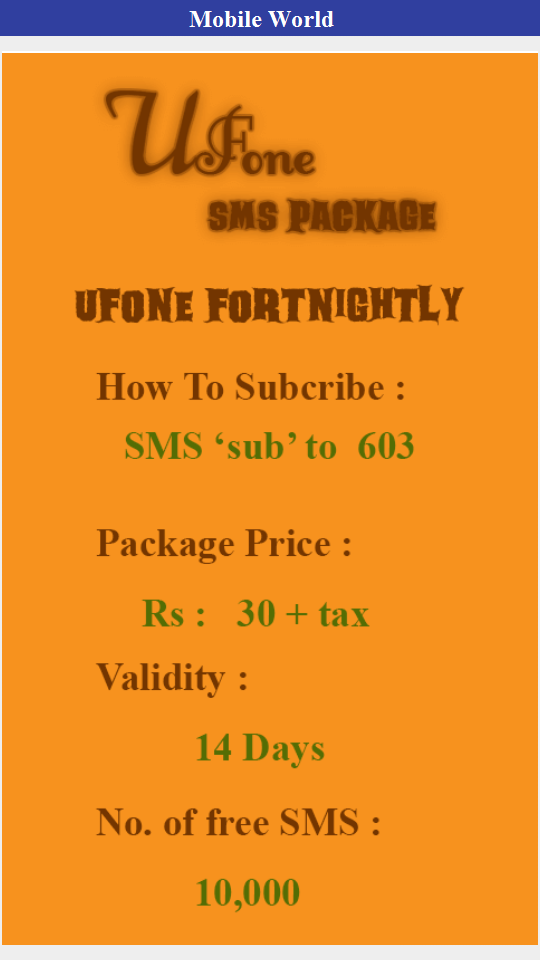 Mobile World
UFone
SMS PACKAGE
UFONE FORTNIGHTLY
How To Subcribe :
SMS ‘sub’ to 603
Package Price :
Rs : 30 + tax
Validity :
14 Days
No. of free SMS :
10,000